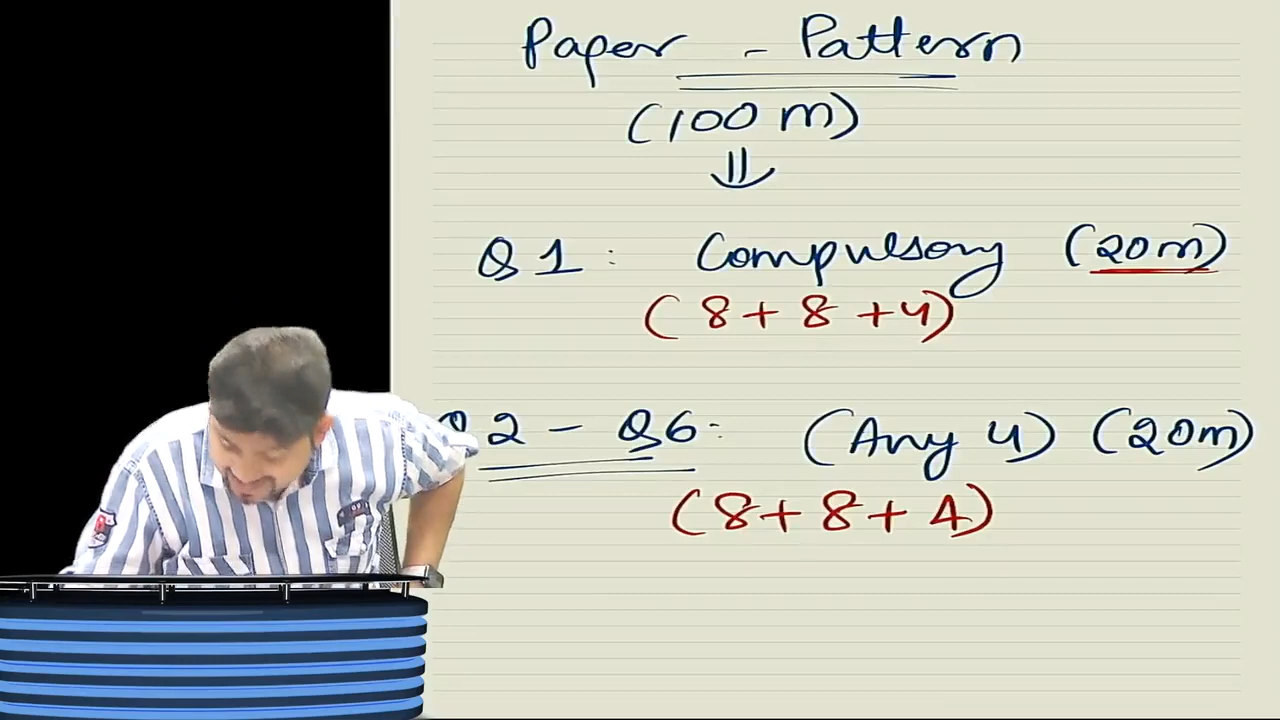 Paper - Pattern
(100 m)
Q1 : Compulsory (20m)
(8+8+4)
Q2 - Q6: (Any 4) (20m)
(8+8+4)